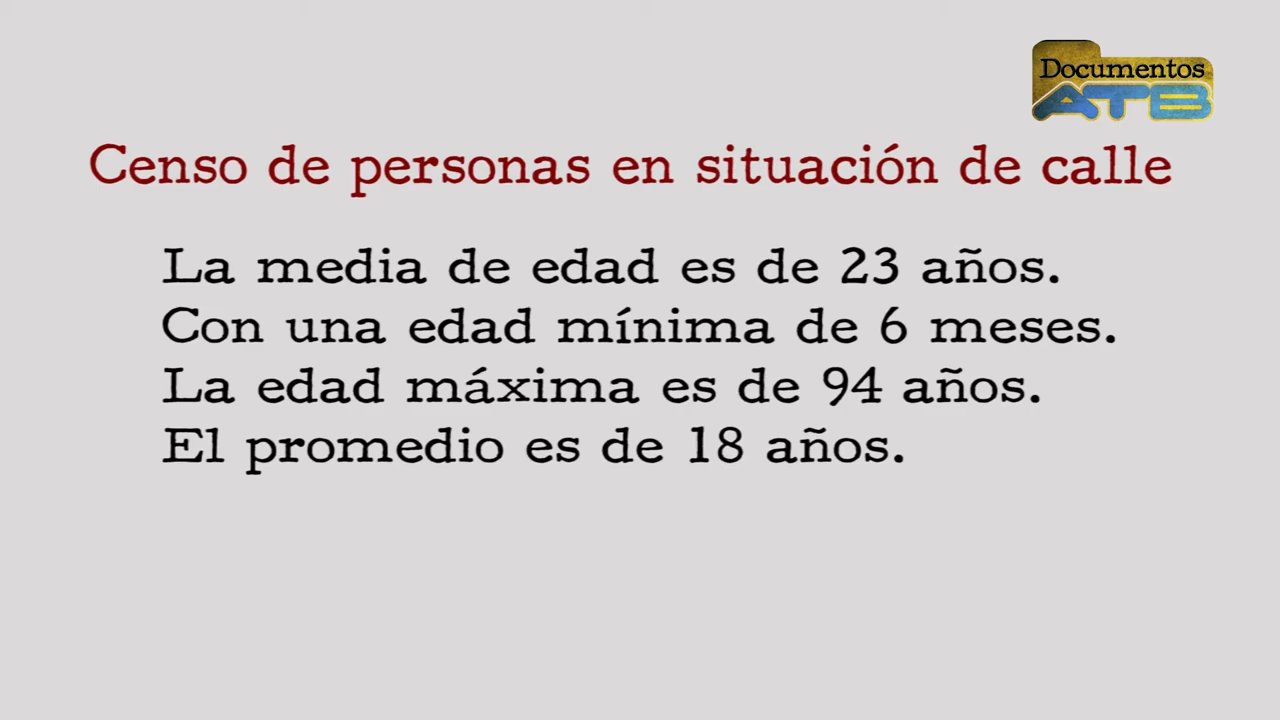 Documentos
ATB
Censo de personas en situación de calle
La media de edad es de 23 años.
Con una edad mínima de 6 meses.
La edad máxima es de 94 años.
El promedio es de 18 años.